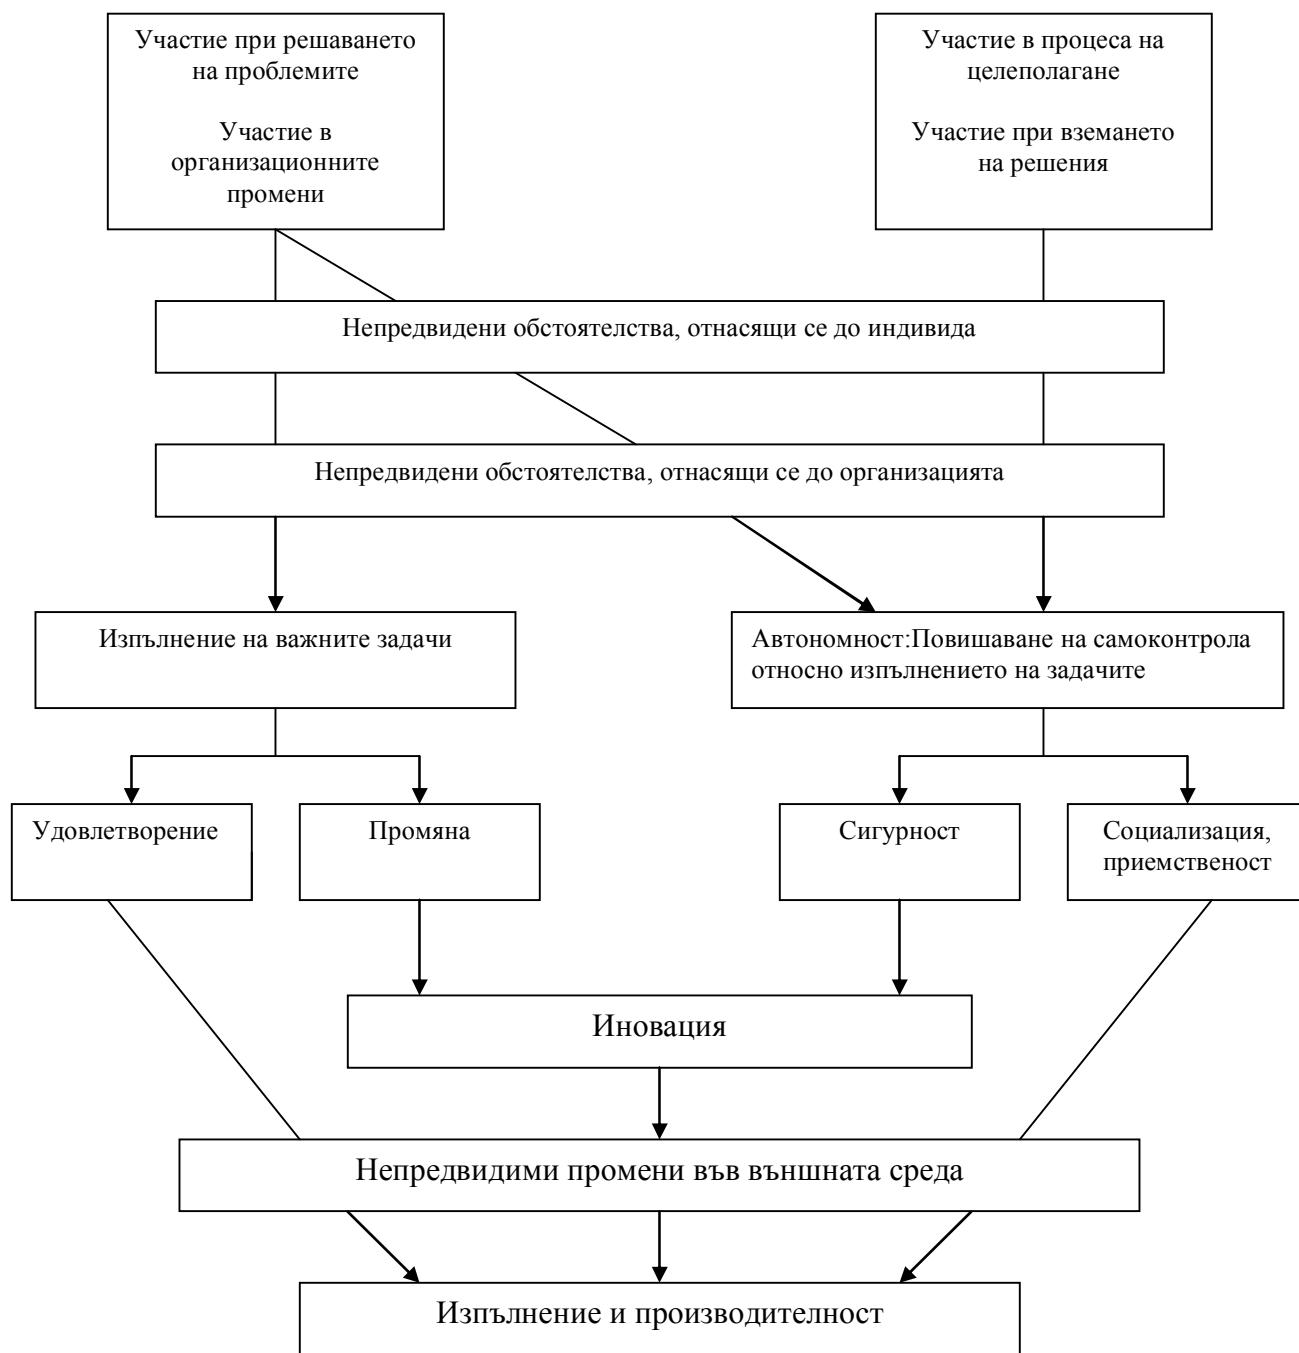 Участие при решаването
на проблемите
Участие в
организационните
промени
Участие в процеса на
целеполагане
Участие при вземането
на решения
Непредвидени обстоятелства, отнасящи се до индивида
Непредвидени обстоятелства, отнасящи се до организацията
Изпълнение на важните задачи
Автономност:Повишаване на самоконтрола
относно изпълнението на задачите
Удовлетворение
Промяна
Сигурност
Социализация,
приемственост
Иновация
Непредвидими промени във външната среда
Изпълнение и производителност